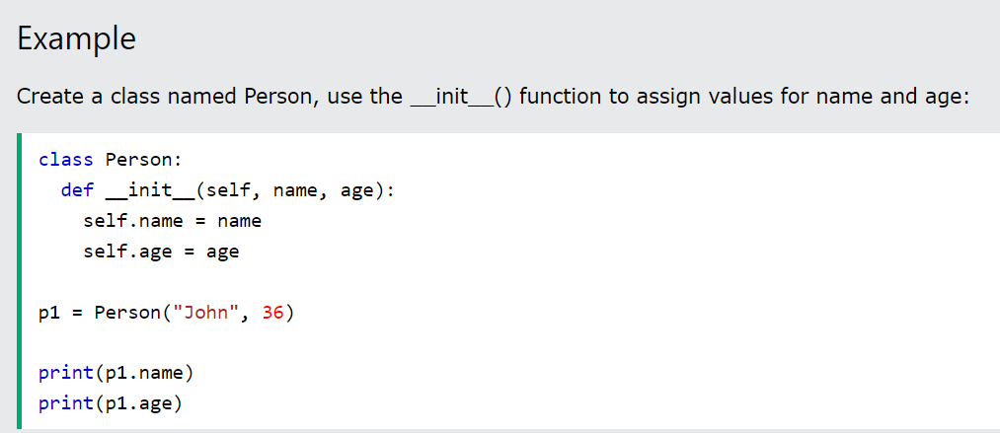 Example
Create a class named Person, use the __init__() function to assign values for name and age:
class Person:
  def __init__(self, name, age):
    self.name = name
    self.age = age
p1 = Person("John", 36)
print(p1.name)
print(p1.age)